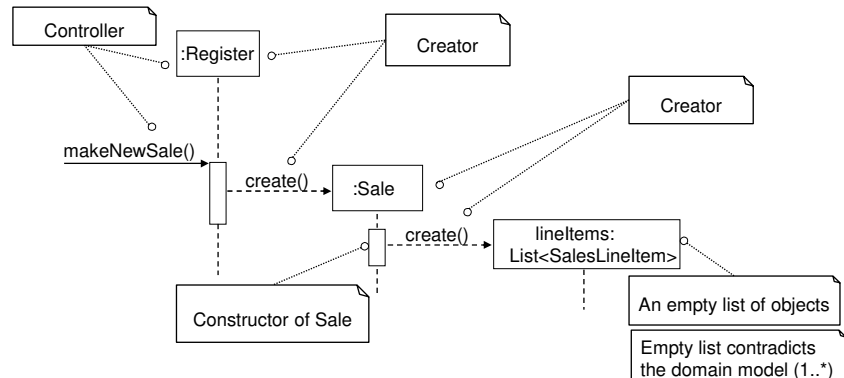 Controller
:Register
Creator
Creator
makeNewSale()
create()
:Sale
create()
lineItems:
List<SalesLineItem>
Constructor of Sale
An empty list of objects
Empty list contradicts
the domain model (1..*)